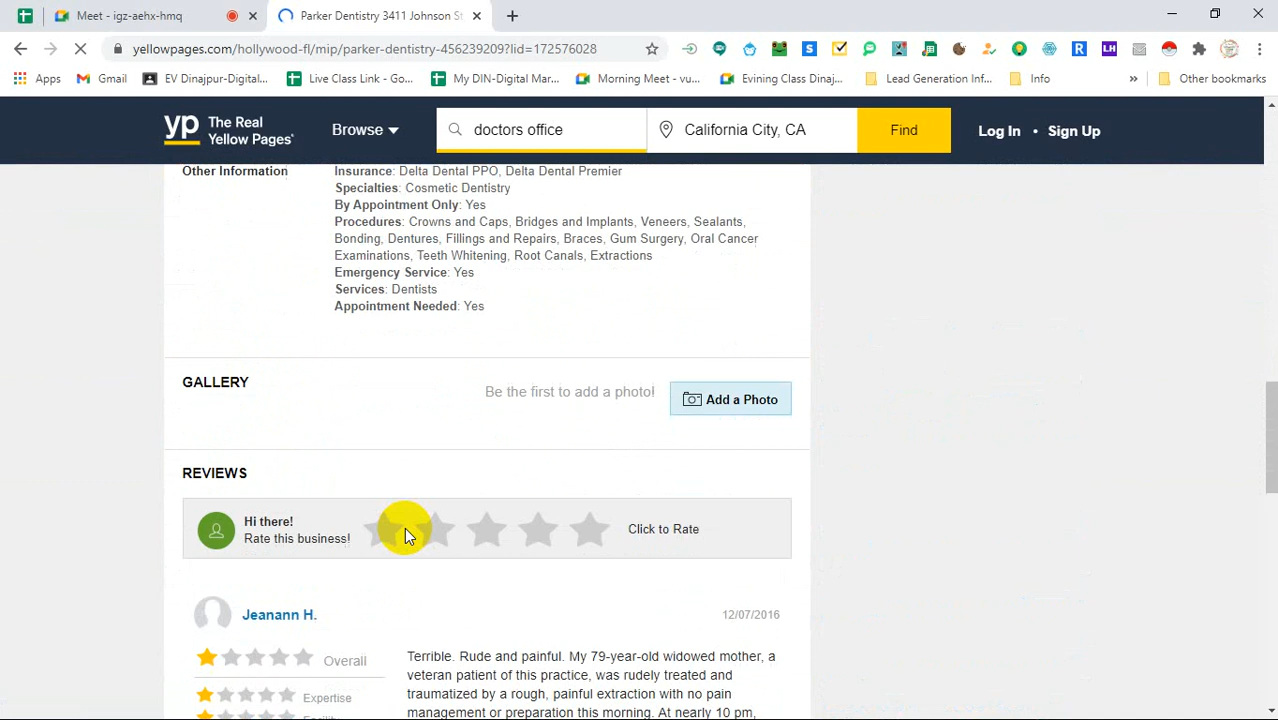 Meet - igz-aehx-hmq
Parker Dentistry 3411 Johnson St
yellowpages.com/hollywood-fl/mip/parker-dentistry-456239209?lid=172576028
Apps
Gmail
EV Dinajpur-Digital...
Live Class Link - Go...
My DIN-Digital Mar...
Morning Meet - vu...
Evining Class Dinaj...
Lead Generation Inf...
Info
»
Other bookmarks
yp The Real Yellow Pages
Browse
doctors office
California City, CA
Find
Log In • Sign Up
Other Information
Insurance: Delta Dental PPO, Delta Dental Premier
Specialties: Cosmetic Dentistry
By Appointment Only: Yes
Procedures: Crowns and Caps, Bridges and Implants, Veneers, Sealants,
Bonding, Dentures, Fillings and Repairs, Braces, Gum Surgery, Oral Cancer
Examinations, Teeth Whitening, Root Canals, Extractions
Emergency Service: Yes
Services: Dentists
Appointment Needed: Yes
GALLERY
Be the first to add a photo!
Add a Photo
REVIEWS
Hi there!
Rate this business!
Click to Rate
Jeanann H.
12/07/2016
Overall
Expertise
Facility
Terrible. Rude and painful. My 79-year-old widowed mother, a
veteran patient of this practice, was rudely treated and
traumatized by a rough, painful extraction with no pain
management or preparation this morning. At nearly 10 pm,